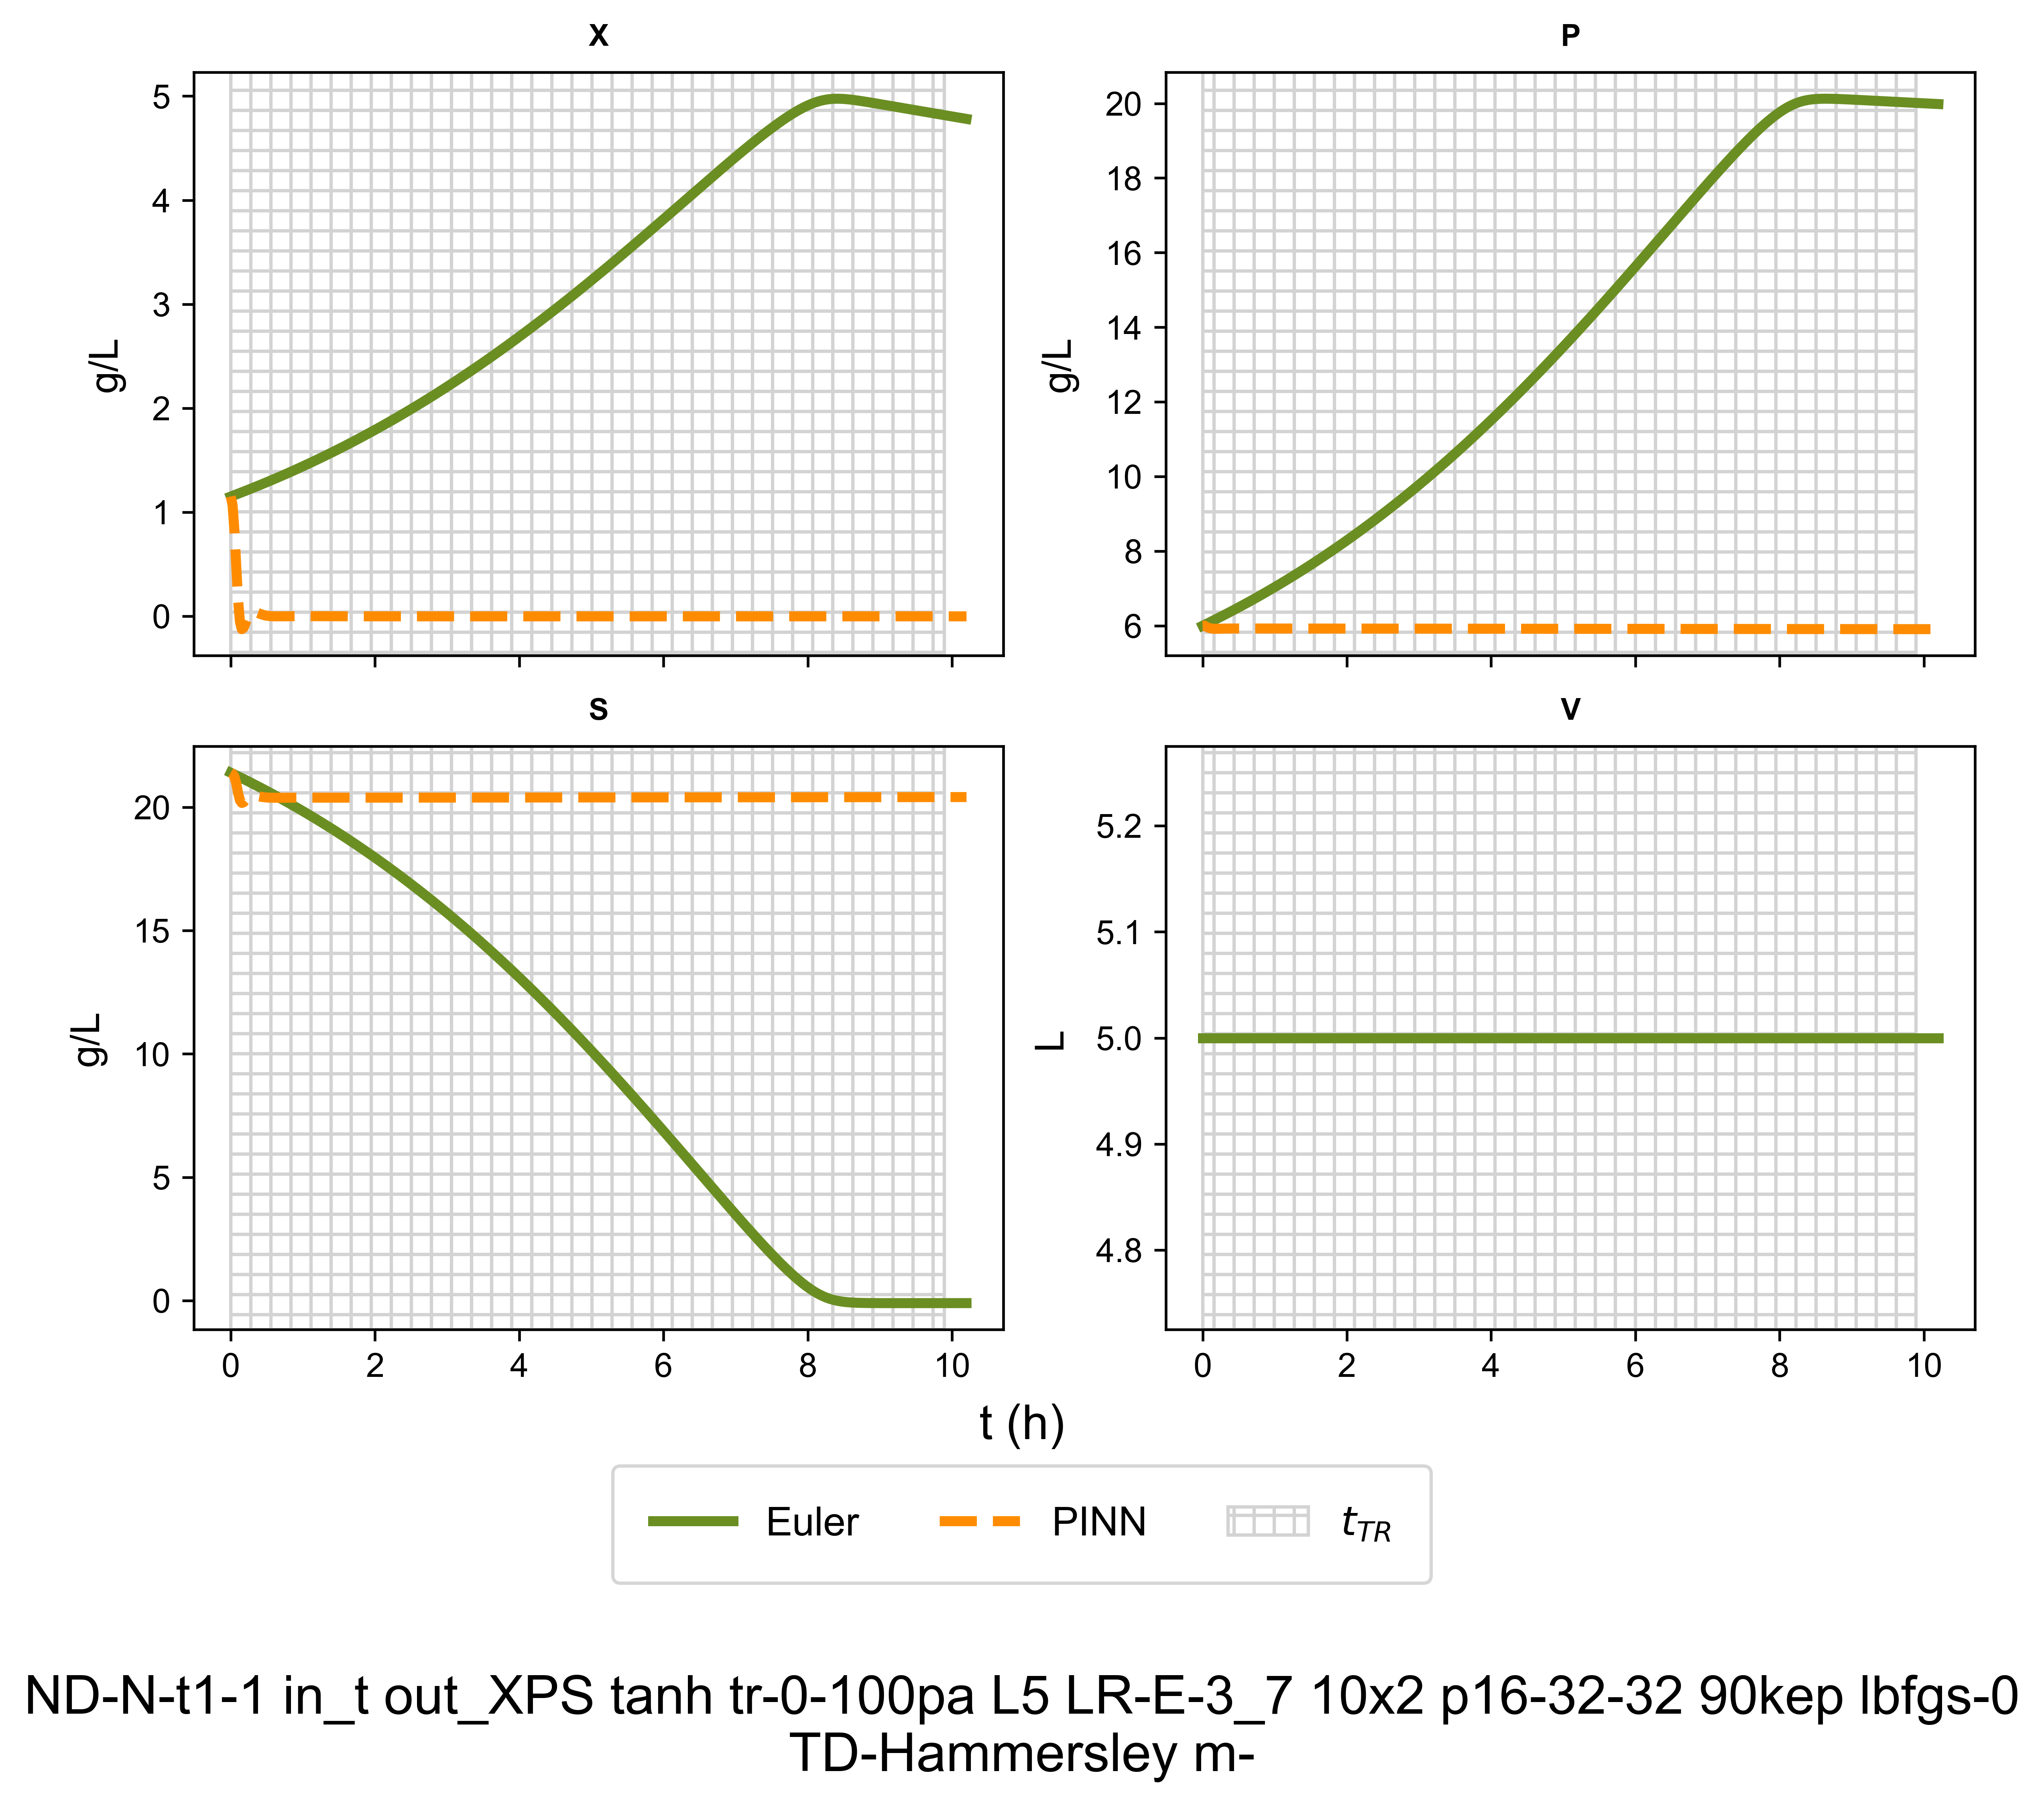 X
P
5
4
3
2
1
0
g/L
20
18
16
14
12
10
8
6
g/L
S
V
20
15
10
5
0
g/L
5.2
5.1
5.0
4.9
4.8
L
0 2 4 6 8 10
0 2 4 6 8 10
t (h)
Euler PINN t_TR
ND-N-t1-1 in_t out_XPS tanh tr-0-100pa L5 LR-E-3_7 10x2 p16-32-32 90kep lbfgs-0
TD-Hammersley m-